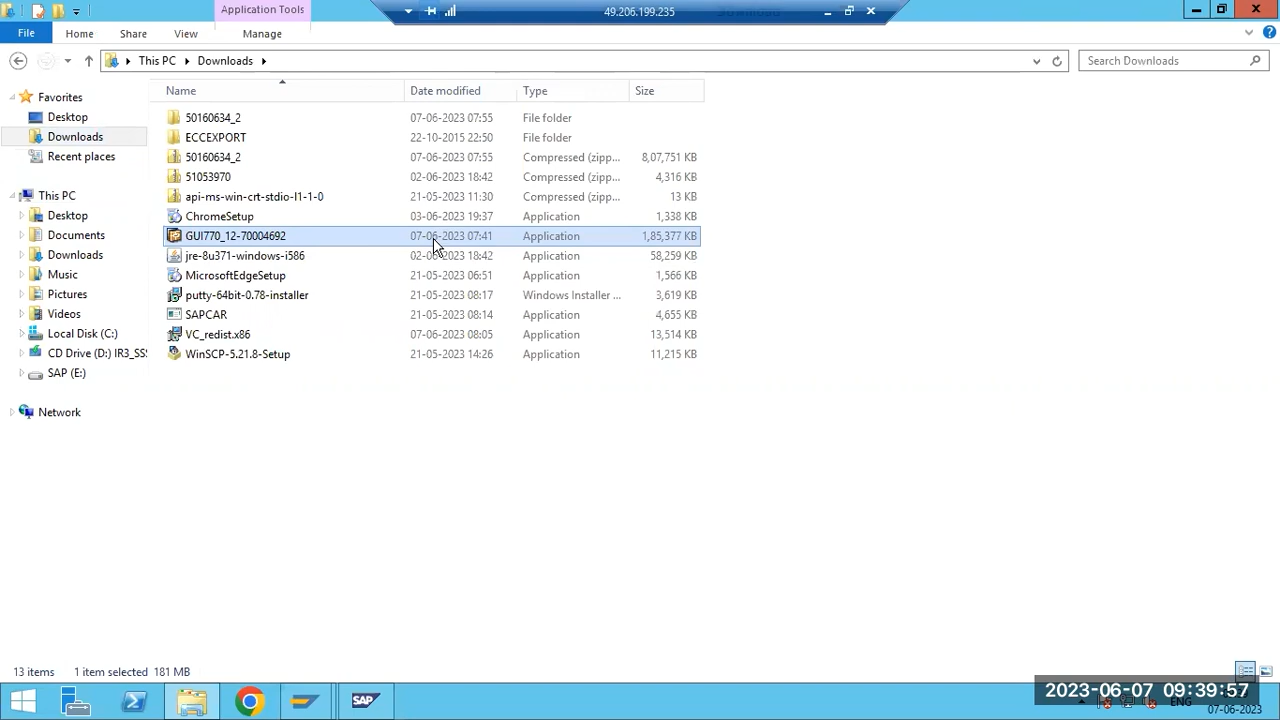 Application Tools
49.206.199.235
File Home Share View Manage
This PC Downloads
Search Downloads
Favorites
Desktop
Downloads
Recent places
This PC
Desktop
Documents
Downloads
Music
Pictures
Videos
Local Disk (C:)
CD Drive (D:) IR3_SS
SAP (E:)
Network
Name Date modified Type Size
50160634_2 07-06-2023 07:55 File folder
ECCEXPORT 22-10-2015 22:50 File folder
50160634_2 07-06-2023 07:55 Compressed (zipp... 8,07,751 KB
51053970 02-06-2023 18:42 Compressed (zipp... 4,316 KB
api-ms-win-crt-stdio-l1-1-0 21-05-2023 11:30 Compressed (zipp... 13 KB
ChromeSetup 03-06-2023 19:37 Application 1,338 KB
GUI770_12-70004692 07-06-2023 07:41 Application 1,85,377 KB
jre-8u371-windows-i586 02-06-2023 18:42 Application 58,259 KB
MicrosoftEdgeSetup 21-05-2023 06:51 Application 1,566 KB
putty-64bit-0.78-installer 21-05-2023 08:17 Windows Installer ... 3,619 KB
SAPCAR 21-05-2023 08:14 Application 4,655 KB
VC_redist.x86 07-06-2023 08:05 Application 13,514 KB
WinSCP-5.21.8-Setup 21-05-2023 14:26 Application 11,215 KB
13 items 1 item selected 181 MB
SAP
2023-06-07 09:39:57
ENG
07-06-2023